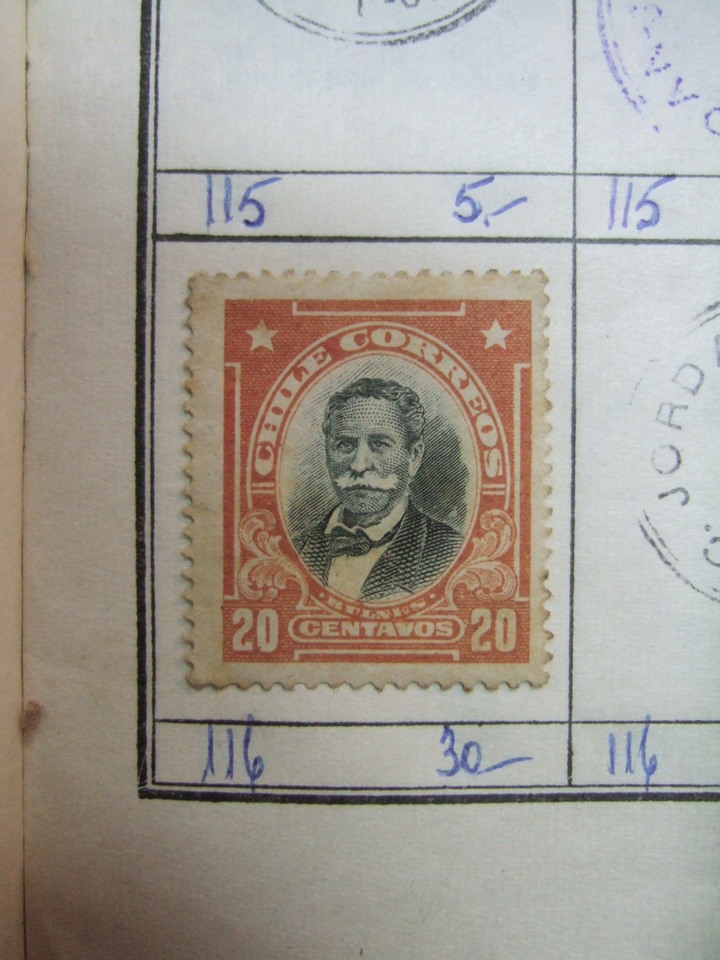 115 5.- 115
CHILE CORREOS
JORD
BULNES
20 CENTAVOS 20
116 30- 116